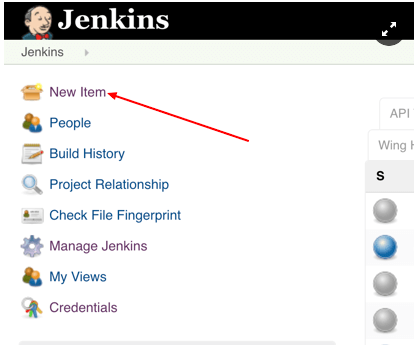 Jenkins
Jenkins
New Item
API
People
Wing H
Build History
S
Project Relationship
Check File Fingerprint
Manage Jenkins
My Views
Credentials